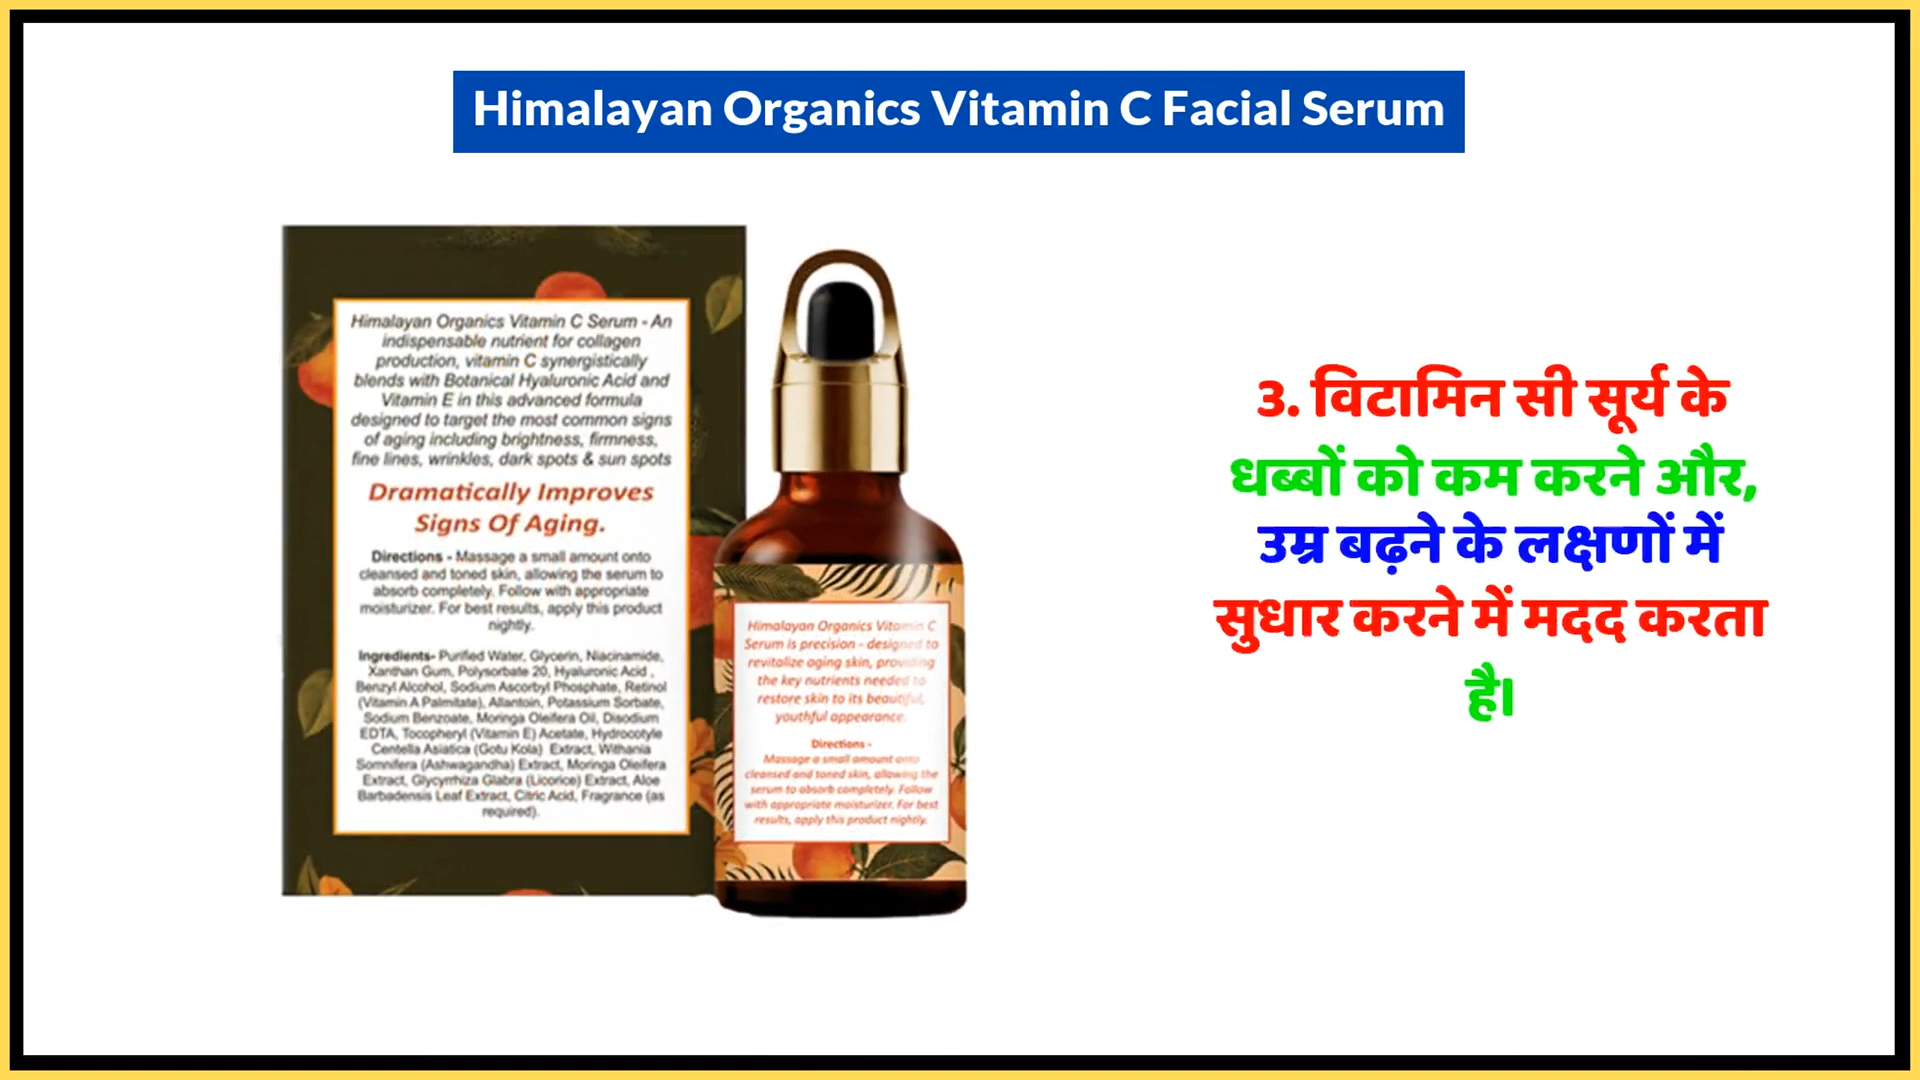 Himalayan Organics Vitamin C Facial Serum
Himalayan Organics Vitamin C Serum - An
indispensable nutrient for collagen
production, vitamin C synergistically
blends with Botanical Hyaluronic Acid and
Vitamin E in this advanced formula
designed to target the most common signs
of aging including brightness, firmness,
fine lines, wrinkles, dark spots & sun spots
Dramatically Improves
Signs Of Aging.
Directions - Massage a small amount onto
cleansed and toned skin, allowing the serum to
absorb completely. Follow with appropriate
moisturizer. For best results, apply this product
nightly.
Ingredients- Purified Water, Glycerin, Niacinamide,
Xanthan Gum, Polysorbate 20, Hyaluronic Acid ,
Benzyl Alcohol, Sodium Ascorbyl Phosphate, Retinol
(Vitamin A Palmitate), Allantoin, Potassium Sorbate,
Sodium Benzoate, Moringa Oleifera Oil, Disodium
EDTA, Tocopheryl (Vitamin E) Acetate, Hydrocotyle
Centella Asiatica (Gotu Kola) Extract, Withania
Somnifera (Ashwagandha) Extract, Moringa Oleifera
Extract, Glycyrrhiza Glabra (Licorice) Extract, Aloe
Barbadensis Leaf Extract, Citric Acid, Fragrance (as
required).
Himalayan Organics Vitamin C
Serum is precision - designed to
revitalize aging skin, providing
the key nutrients needed to
restore skin to its beautiful,
youthful appearance.
Directions -
Massage a small amount onto
cleansed and toned skin, allowing the
serum to absorb completely. Follow
with appropriate moisturizer. For best
results, apply this product nightly.
3. विटामिन सी सूर्य के
धब्बों को कम करने और,
उम्र बढ़ने के लक्षणों में
सुधार करने में मदद करता
है।